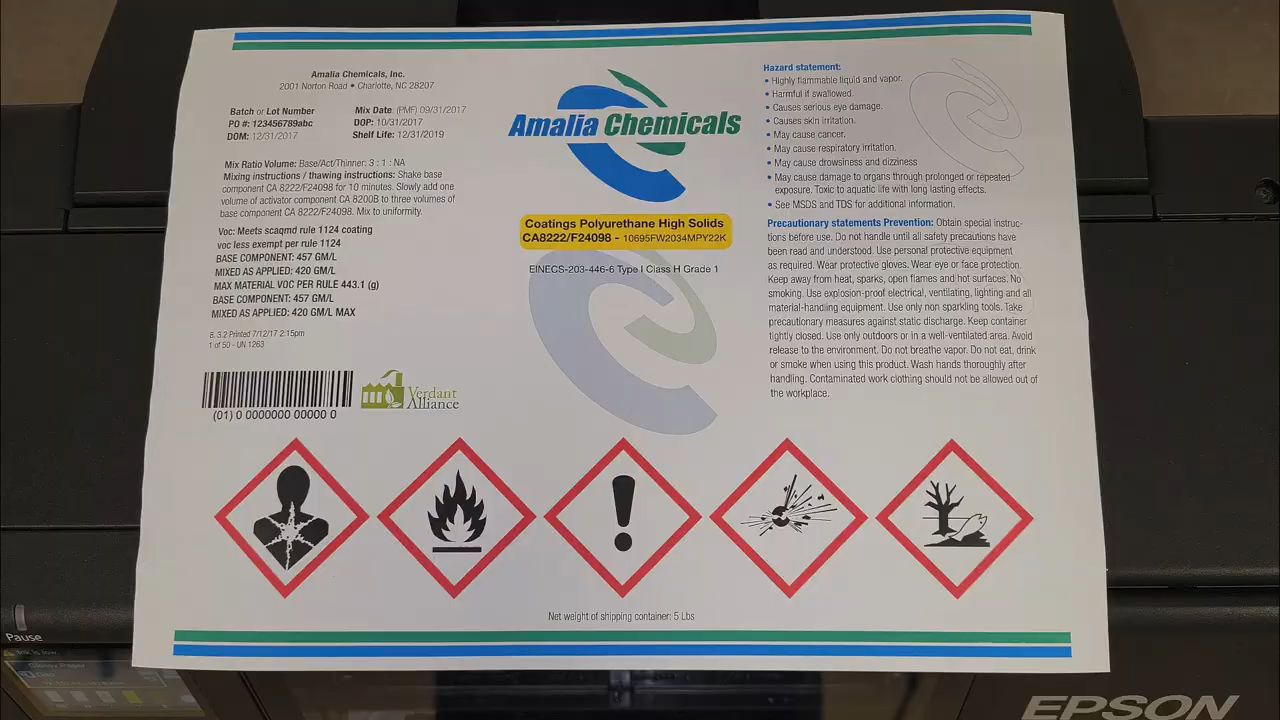 Amalia Chemicals, Inc.
2001 Norton Road • Charlotte, NC 28207
Batch or Lot Number
PO #: 123456789abc
DOM: 12/31/2017
Mix Date: (PMF) 09/31/2017
DOP: 10/31/2017
Shelf Life: 12/31/2019
Mix Ratio Volume: Base/Act/Thinner: 3 : 1 : NA
Mixing instructions / thawing instructions: Shake base
component CA 8222/F24098 for 10 minutes. Slowly add one
volume of activator component CA 8200B to three volumes of
base component CA 8222/F24098. Mix to uniformity.
Voc: Meets scaqmd rule 1124 coating
voc less exempt per rule 1124
BASE COMPONENT: 457 GM/L
MIXED AS APPLIED: 420 GM/L
MAX MATERIAL VOC PER RULE 443.1 (g)
BASE COMPONENT: 457 GM/L
MIXED AS APPLIED: 420 GM/L MAX
8. 3.2 Printed 7/12/17 2:15pm
1 of 50 - UN 1263
(01) 0 0000000 00000 0
Verdant
Alliance
Amalia Chemicals
Coatings Polyurethane High Solids
CA8222/F24098 - 10695FW2034MPY22K
EINECS-203-446-6 Type I Class H Grade 1
Hazard statement:
• Highly flammable liquid and vapor.
• Harmful if swallowed.
• Causes serious eye damage.
• Causes skin irritation.
• May cause cancer.
• May cause respiratory irritation.
• May cause drowsiness and dizziness
• May cause damage to organs through prolonged or repeated
exposure. Toxic to aquatic life with long lasting effects.
• See MSDS and TDS for additional information.
Precautionary statements Prevention: Obtain special instruc-
tions before use. Do not handle until all safety precautions have
been read and understood. Use personal protective equipment
as required. Wear protective gloves. Wear eye or face protection.
Keep away from heat, sparks, open flames and hot surfaces. No
smoking. Use explosion-proof electrical, ventilating, lighting and all
material-handling equipment. Use only non sparkling tools. Take
precautionary measures against static discharge. Keep container
tightly closed. Use only outdoors or in a well-ventilated area. Avoid
release to the environment. Do not breathe vapor. Do not eat, drink
or smoke when using this product. Wash hands thoroughly after
handling. Contaminated work clothing should not be allowed out of
the workplace.
Net weight of shipping container: 5 Lbs
Pause
EPSON